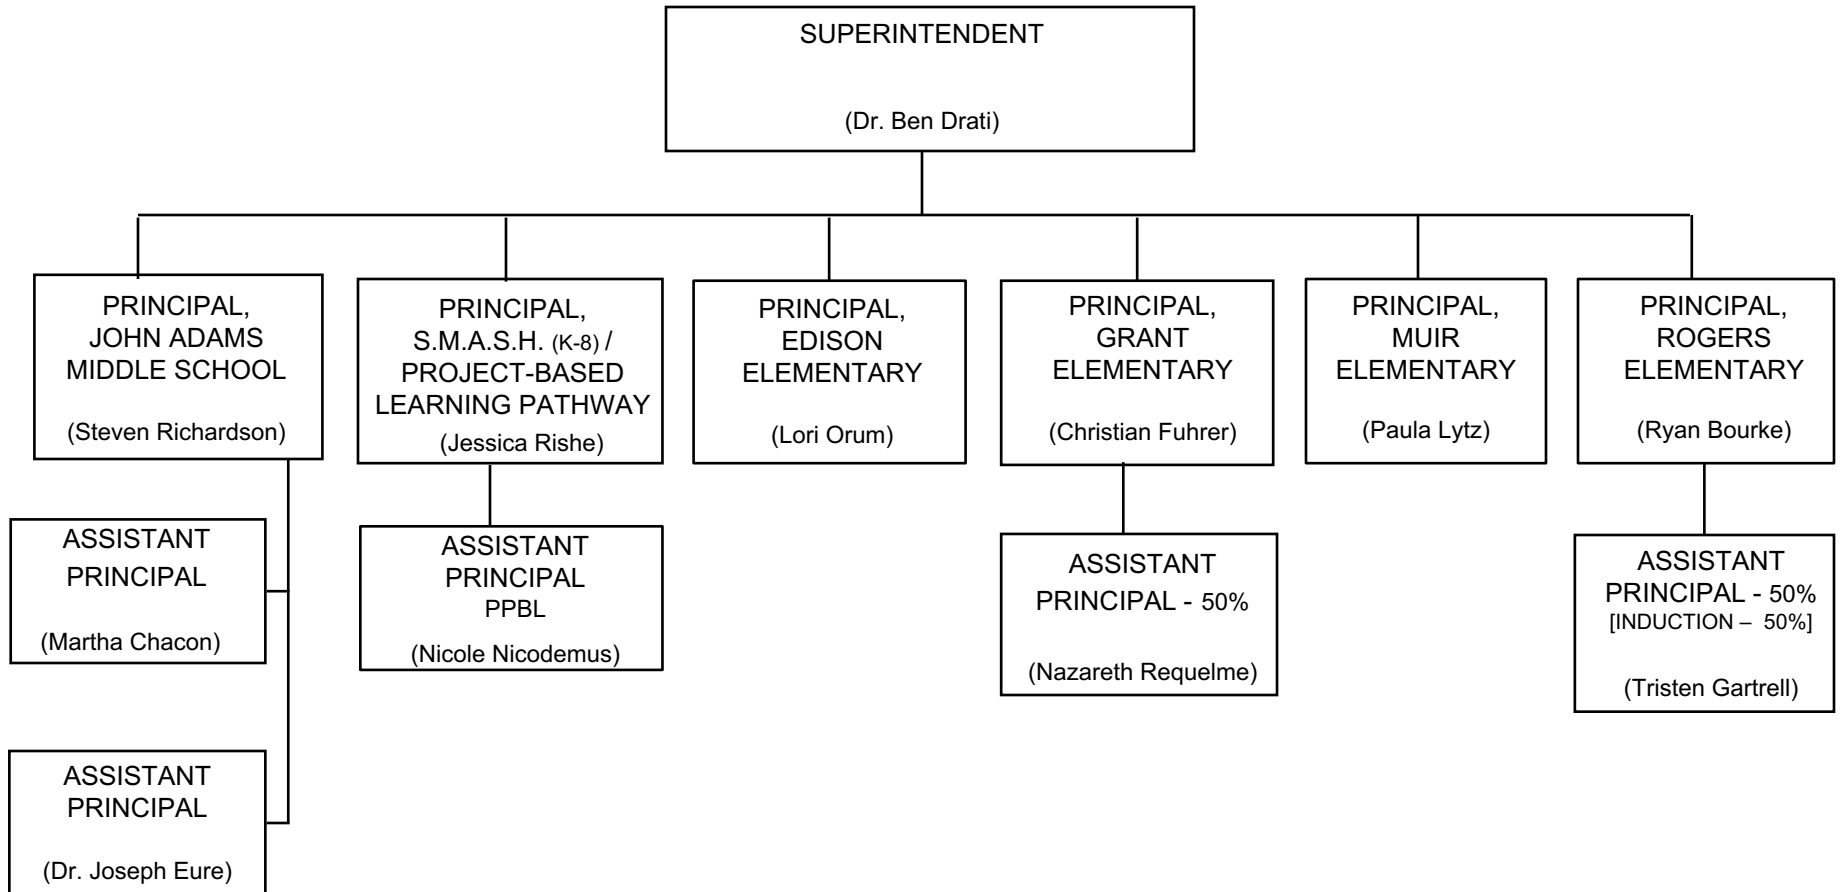 SUPERINTENDENT
(Dr. Ben Drati)
PRINCIPAL,
JOHN ADAMS
MIDDLE SCHOOL
(Steven Richardson)
PRINCIPAL,
S.M.A.S.H. (K-8) /
PROJECT-BASED
LEARNING PATHWAY
(Jessica Rishe)
PRINCIPAL,
EDISON
ELEMENTARY
(Lori Orum)
PRINCIPAL,
GRANT
ELEMENTARY
(Christian Fuhrer)
PRINCIPAL,
MUIR
ELEMENTARY
(Paula Lytz)
PRINCIPAL,
ROGERS
ELEMENTARY
(Ryan Bourke)
ASSISTANT
PRINCIPAL
(Martha Chacon)
ASSISTANT
PRINCIPAL
PPBL
(Nicole Nicodemus)
ASSISTANT
PRINCIPAL - 50%
(Nazareth Requelme)
ASSISTANT
PRINCIPAL - 50%
[INDUCTION – 50%]
(Tristen Gartrell)
ASSISTANT
PRINCIPAL
(Dr. Joseph Eure)